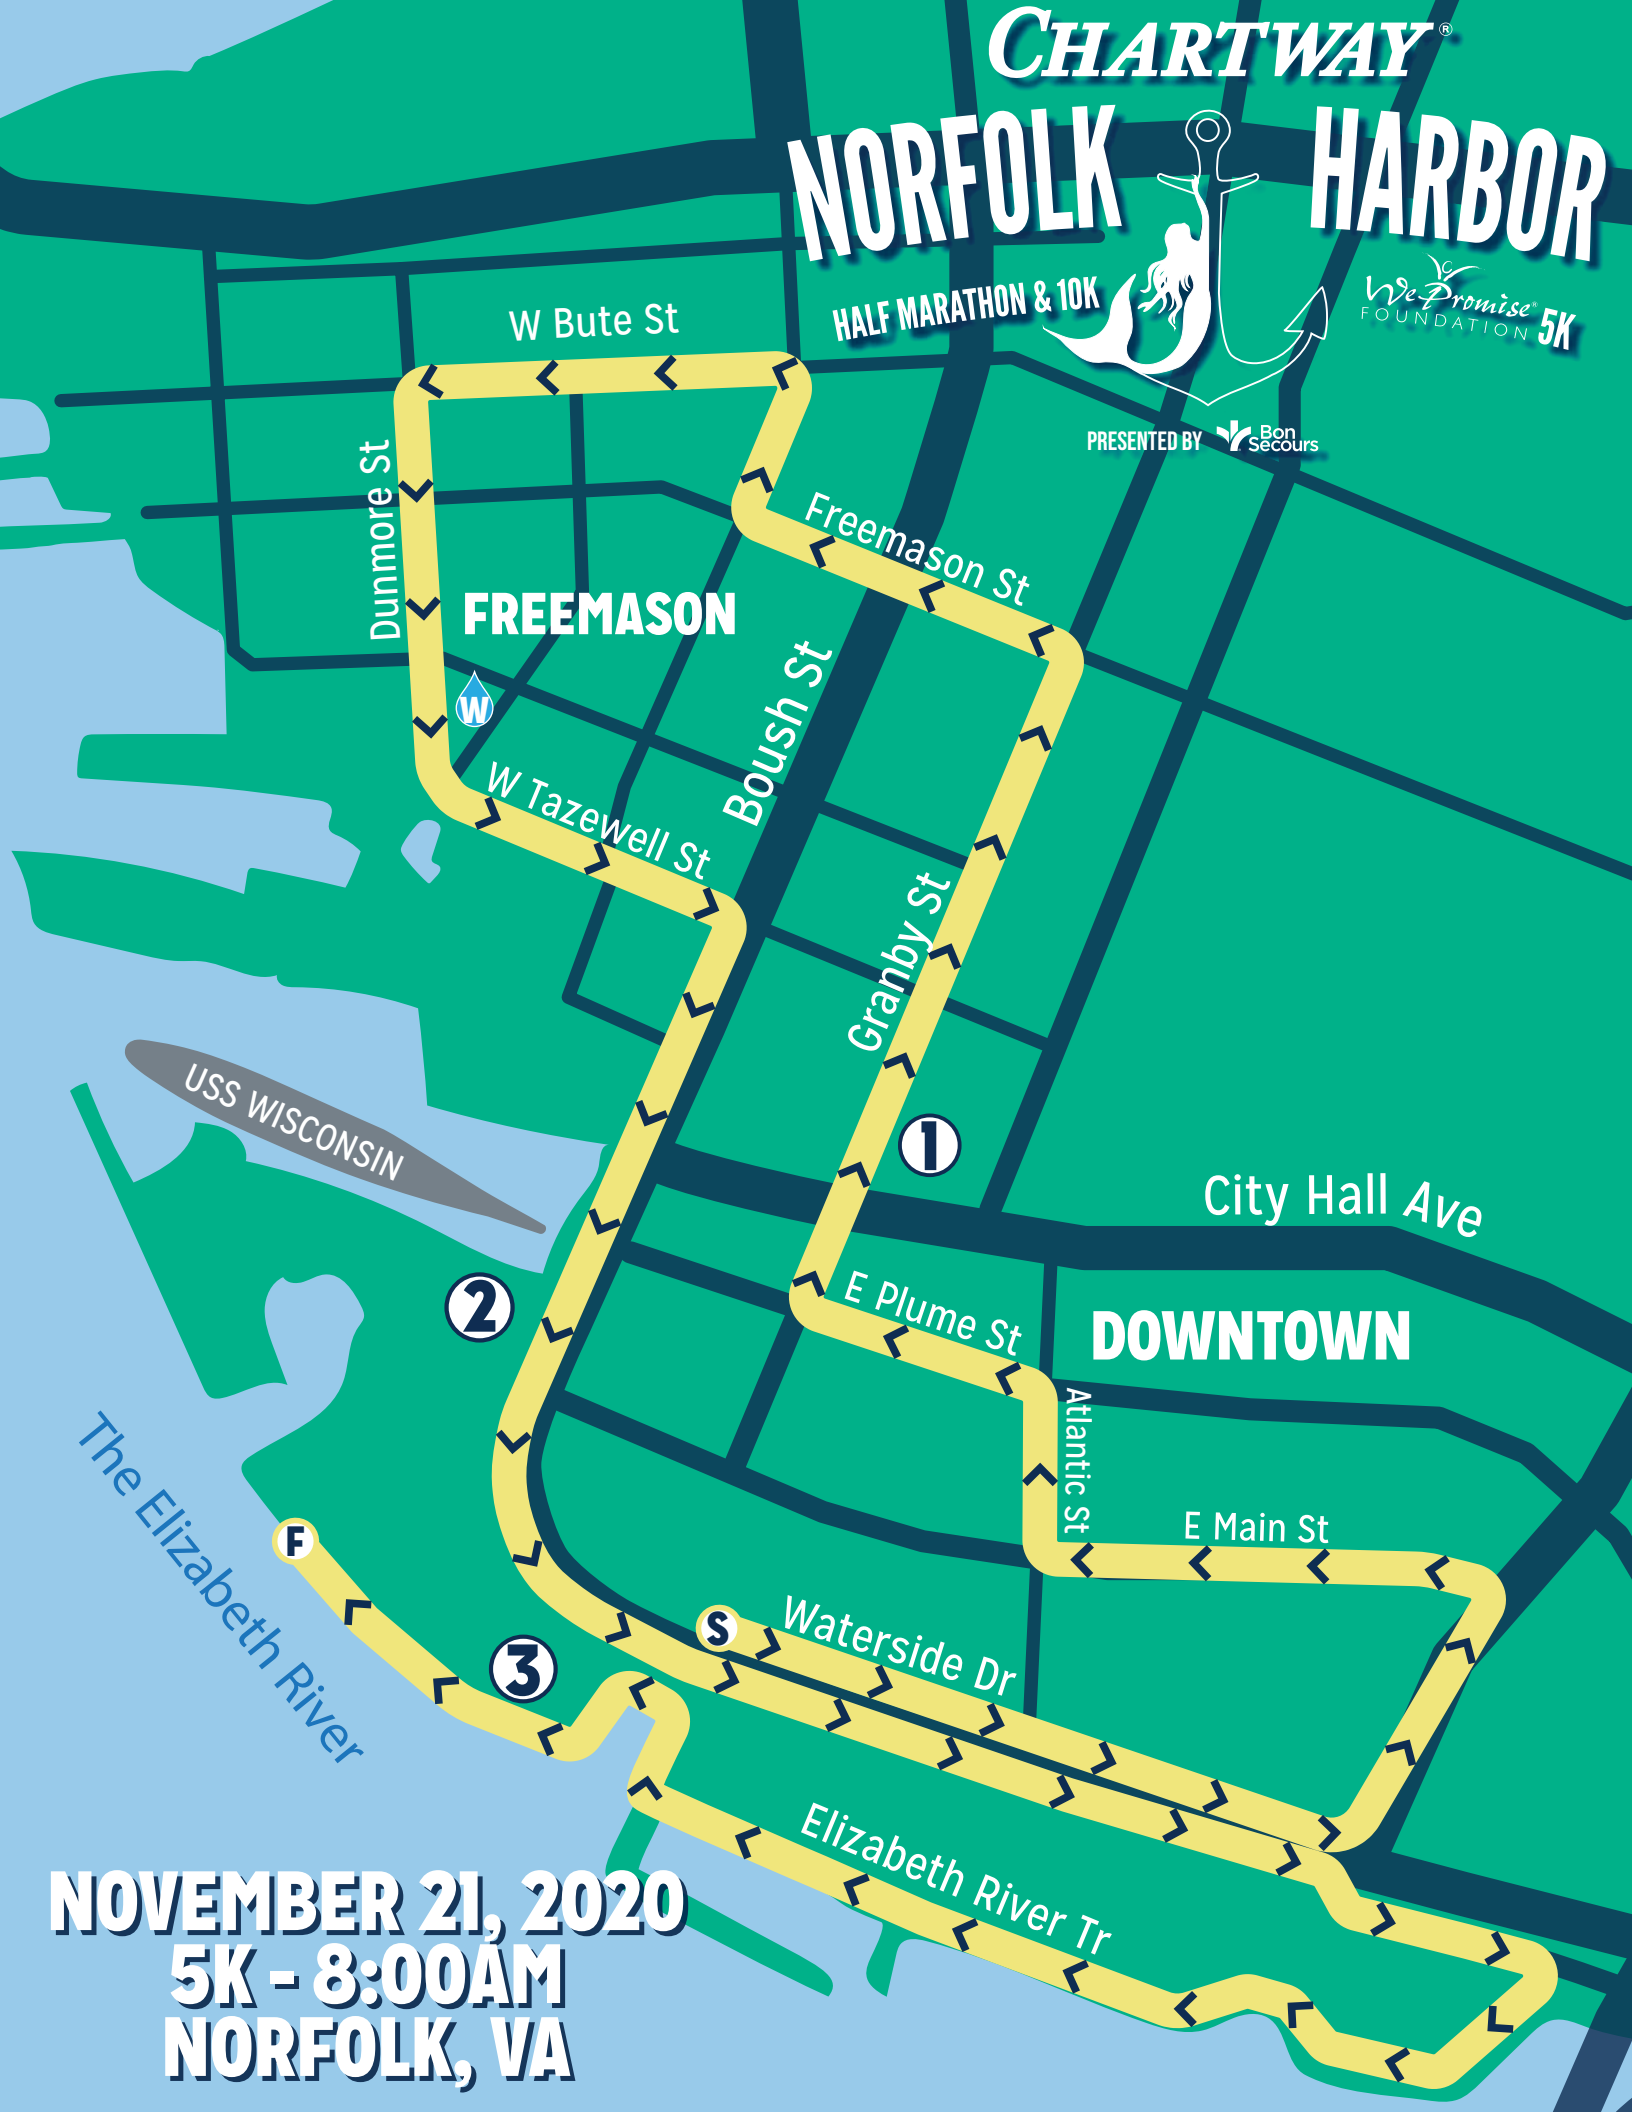 CHARTWAY®
NORFOLK HARBOR
HALF MARATHON & 10K
We Promise®
FOUNDATION 5K
PRESENTED BY Bon Secours
W Bute St
Dunmore St
Freemason St
FREEMASON
W
Boush St
W Tazewell St
Granby St
USS WISCONSIN
1
City Hall Ave
2
E Plume St
DOWNTOWN
Atlantic St
The Elizabeth River
E Main St
F
S
Waterside Dr
3
Elizabeth River Tr
NOVEMBER 21, 2020
5K - 8:00AM
NORFOLK, VA